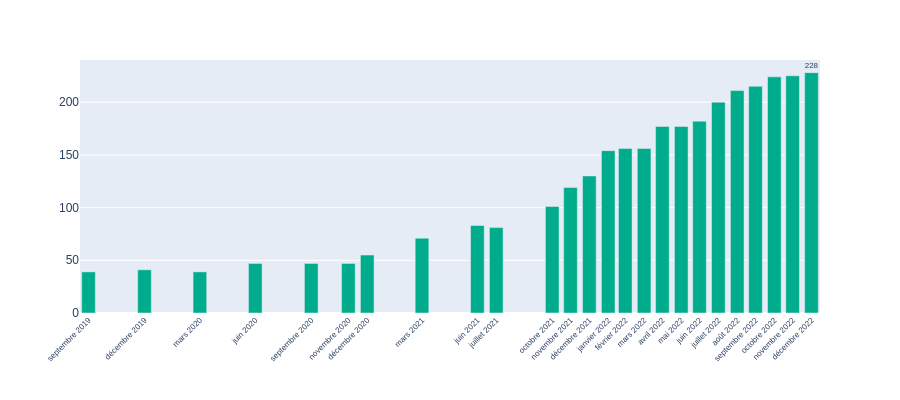 228
200
150
100
50
0
septembre 2019
décembre 2019
mars 2020
juin 2020
septembre 2020
novembre 2020
décembre 2020
mars 2021
juin 2021
juillet 2021
octobre 2021
novembre 2021
décembre 2021
janvier 2022
février 2022
mars 2022
avril 2022
mai 2022
juin 2022
juillet 2022
août 2022
septembre 2022
octobre 2022
novembre 2022
décembre 2022